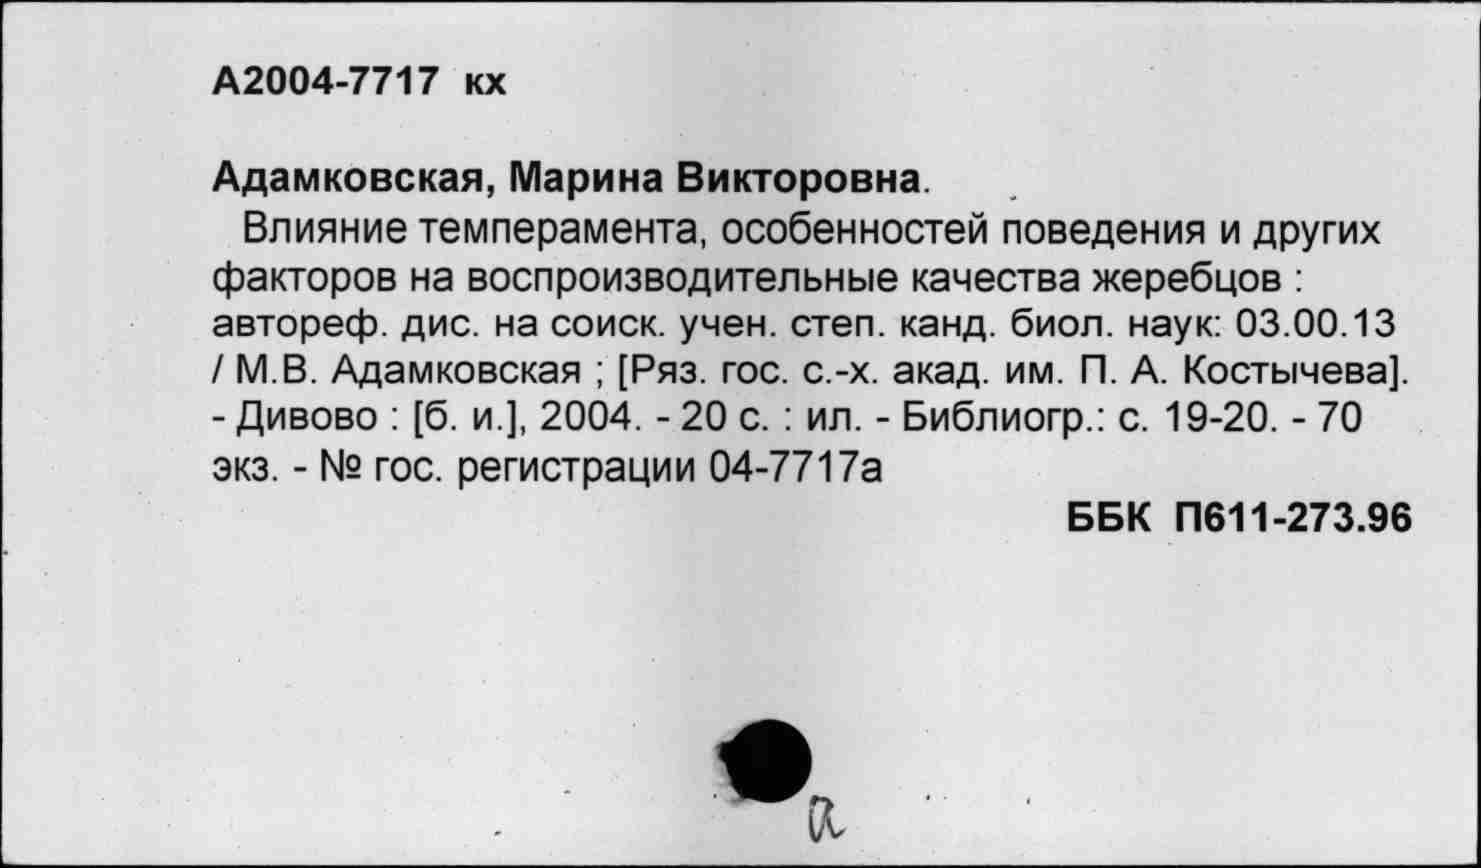 А2004-7717 кх
Адамковская, Марина Викторовна.
Влияние темперамента, особенностей поведения и других
факторов на воспроизводительные качества жеребцов :
автореф. дис. на соиск. учен. степ. канд. биол. наук: 03.00.13
/ М.В. Адамковская ; [Ряз. гос. с.-х. акад. им. П. А. Костычева].
- Дивово : [б. и.], 2004. - 20 с. : ил. - Библиогр.: с. 19-20. - 70
экз. - № гос. регистрации 04-7717а
ББК П611-273.96
а